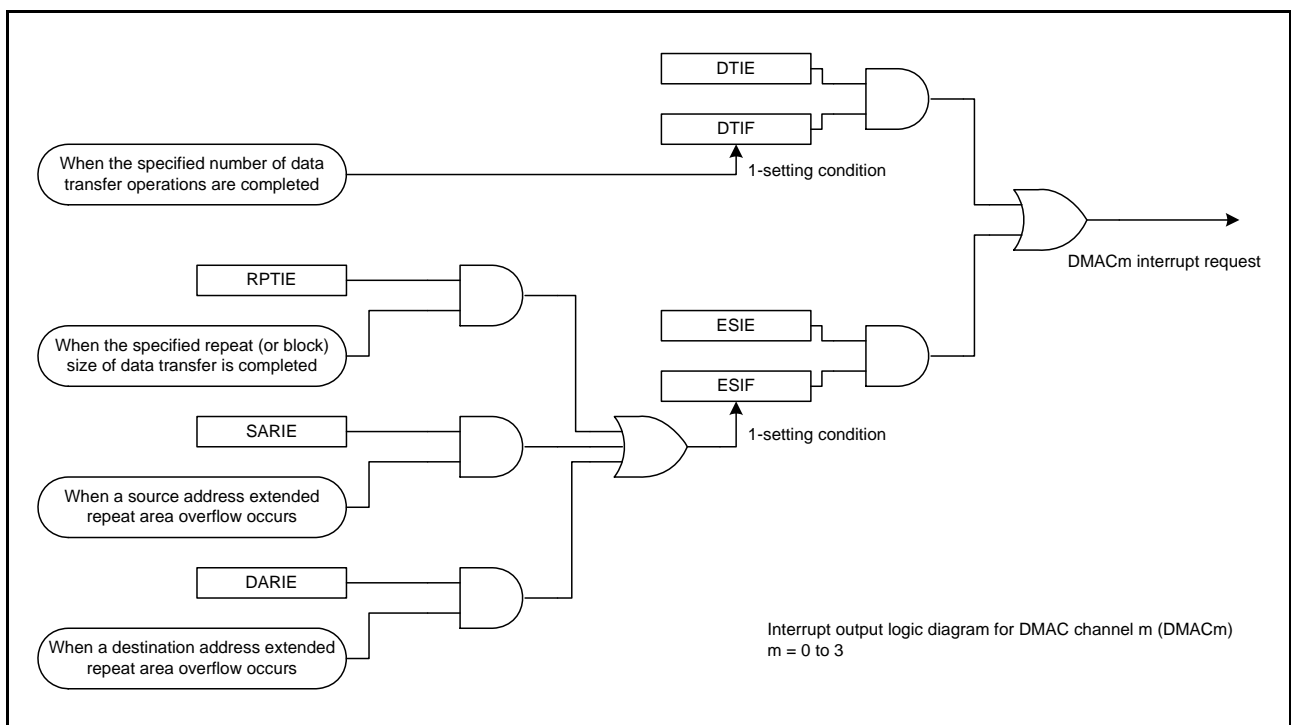 DTIE
DTIF
When the specified number of data
transfer operations are completed
1-setting condition
DMACm interrupt request
RPTIE
When the specified repeat (or block)
size of data transfer is completed
ESIE
ESIF
1-setting condition
SARIE
When a source address extended
repeat area overflow occurs
DARIE
When a destination address extended
repeat area overflow occurs
Interrupt output logic diagram for DMAC channel m (DMACm)
m = 0 to 3